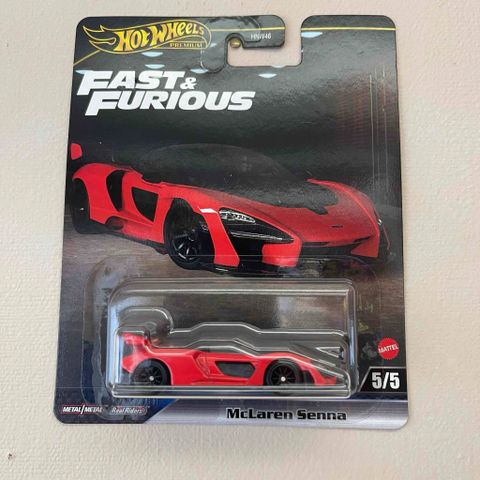 Hot Wheels
PREMIUM
HNW46
FAST &
FURIOUS
MATTEL
5/5
METAL/METAL Real Riders
McLaren Senna